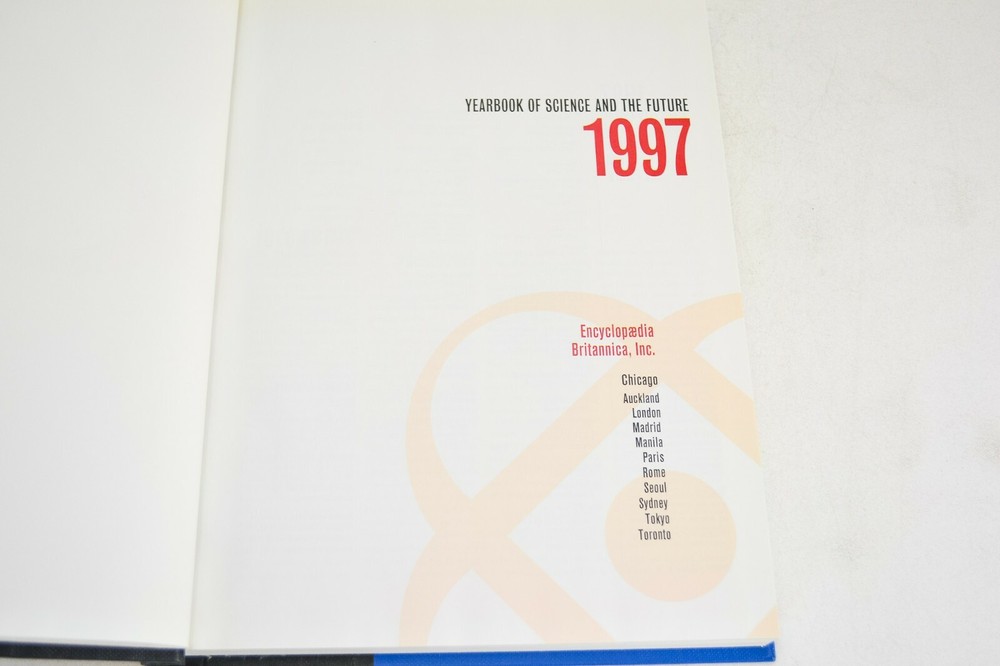 YEARBOOK OF SCIENCE AND THE FUTURE
1997
Encyclopædia
Britannica, Inc.
Chicago
Auckland
London
Madrid
Manila
Paris
Rome
Seoul
Sydney
Tokyo
Toronto